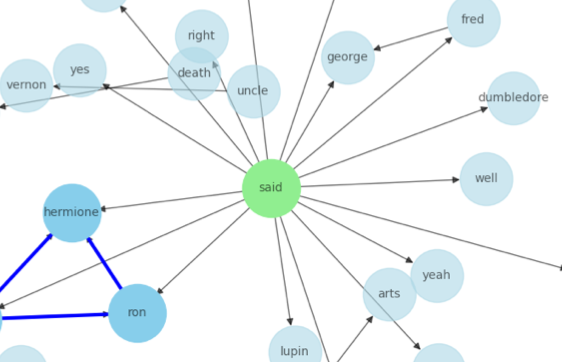 fred
right
george
yes
death
vernon
uncle
dumbledore
well
said
hermione
yeah
arts
ron
lupin